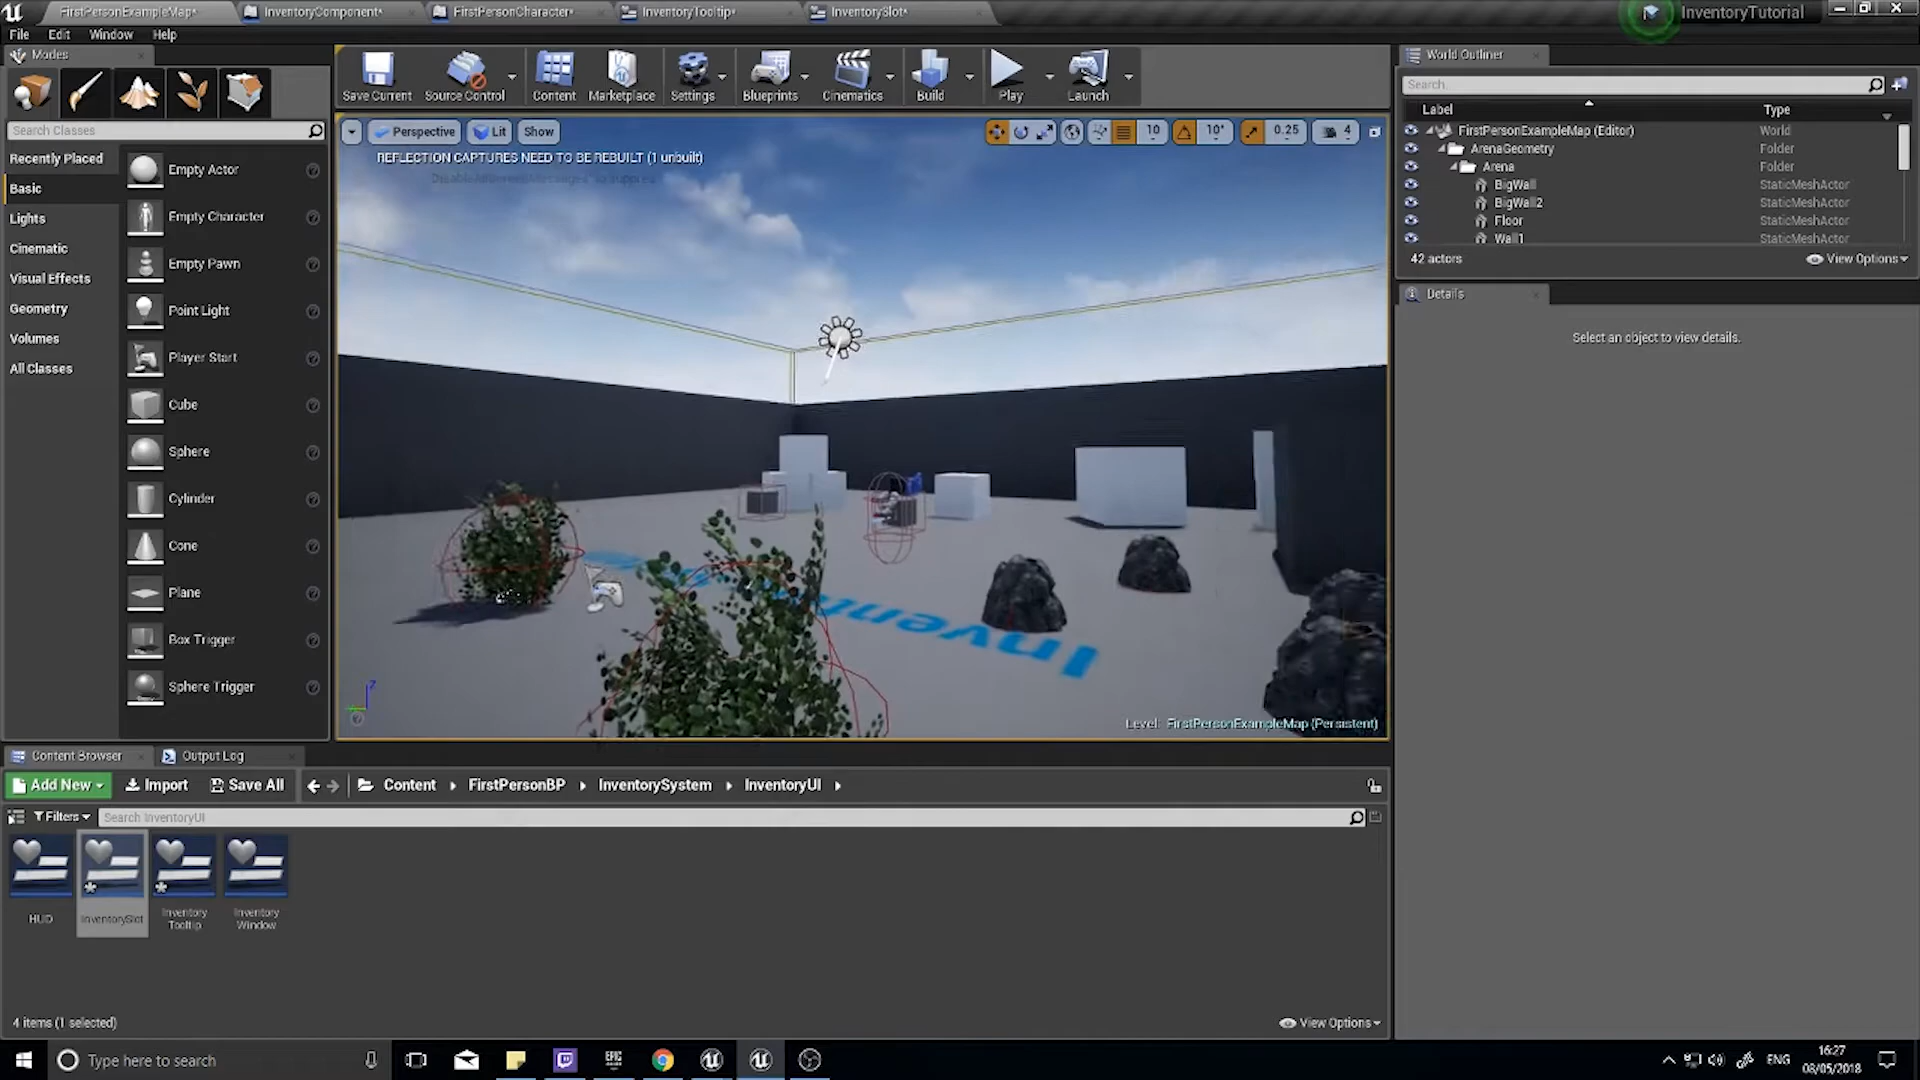 FirstPersonExampleMap*
InventoryComponent*
FirstPersonCharacter*
InventoryTooltip*
InventorySlot*
InventoryTutorial
File Edit Window Help
Modes
Search Classes
Recently Placed
Basic
Lights
Cinematic
Visual Effects
Geometry
Volumes
All Classes
Empty Actor
Empty Character
Empty Pawn
Point Light
Player Start
Cube
Sphere
Cylinder
Cone
Plane
Box Trigger
Sphere Trigger
Save Current
Source Control
Content
Marketplace
Settings
Blueprints
Cinematics
Build
Play
Launch
Perspective
Lit
Show
10
10°
0.25
4
REFLECTION CAPTURES NEED TO BE REBUILT (1 unbuilt)
Level: FirstPersonExampleMap (Persistent)
World Outliner
Search
Label Type
FirstPersonExampleMap (Editor) World
ArenaGeometry Folder
Arena Folder
BigWall StaticMeshActor
BigWall2 StaticMeshActor
Floor StaticMeshActor
Wall1 StaticMeshActor
42 actors
View Options
Details
Select an object to view details.
Content Browser
Output Log
Add New
Import
Save All
Content
FirstPersonBP
InventorySystem
InventoryUI
Filters
Search InventoryUI
HUD
InventorySlot
Inventory
Tooltip
Inventory
Window
4 items (1 selected)
View Options
Type here to search
EPIC
ENG
16:27
08/05/2018